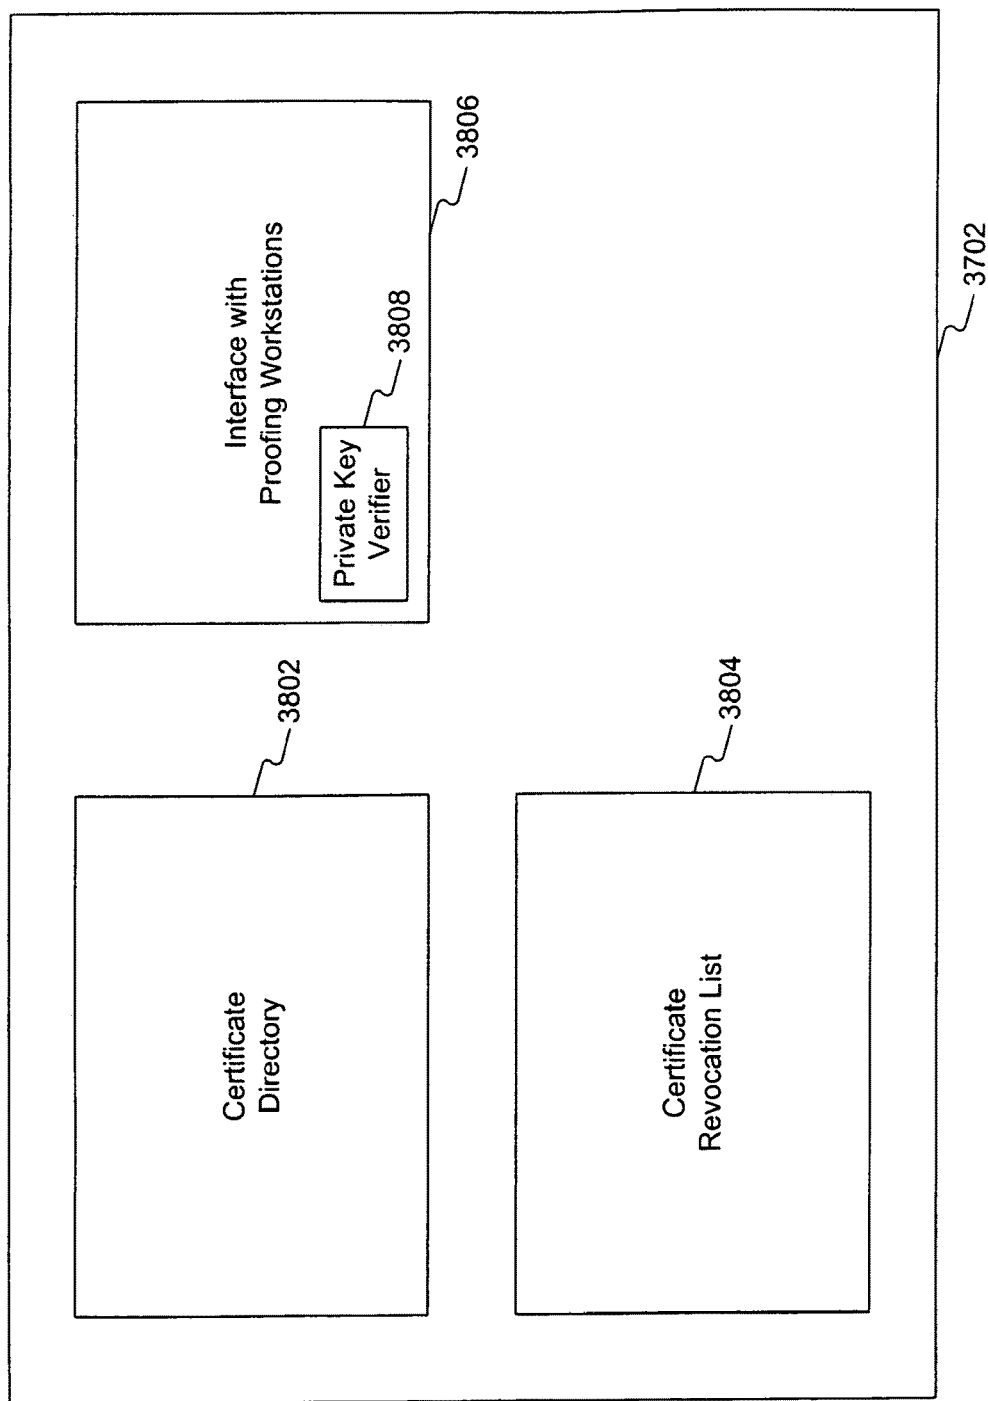 Certificate
Directory
3802
Interface with
Proofing Workstations
Private Key
Verifier
3808
3806
Certificate
Revocation List
3804
3702